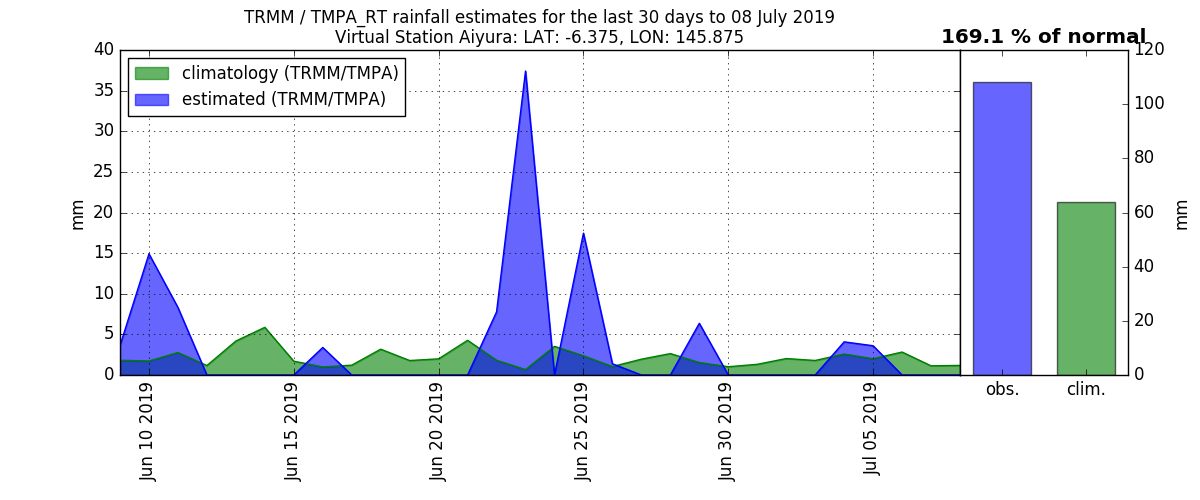 TRMM / TMPA_RT rainfall estimates for the last 30 days to 08 July 2019
Virtual Station Aiyura: LAT: -6.375, LON: 145.875
169.1 % of normal
climatology (TRMM/TMPA)
estimated (TRMM/TMPA)
40
35
30
25
20
15
10
5
0
mm
Jun 10 2019
Jun 15 2019
Jun 20 2019
Jun 25 2019
Jun 30 2019
Jul 05 2019
obs.
clim.
120
100
80
60
40
20
0
mm